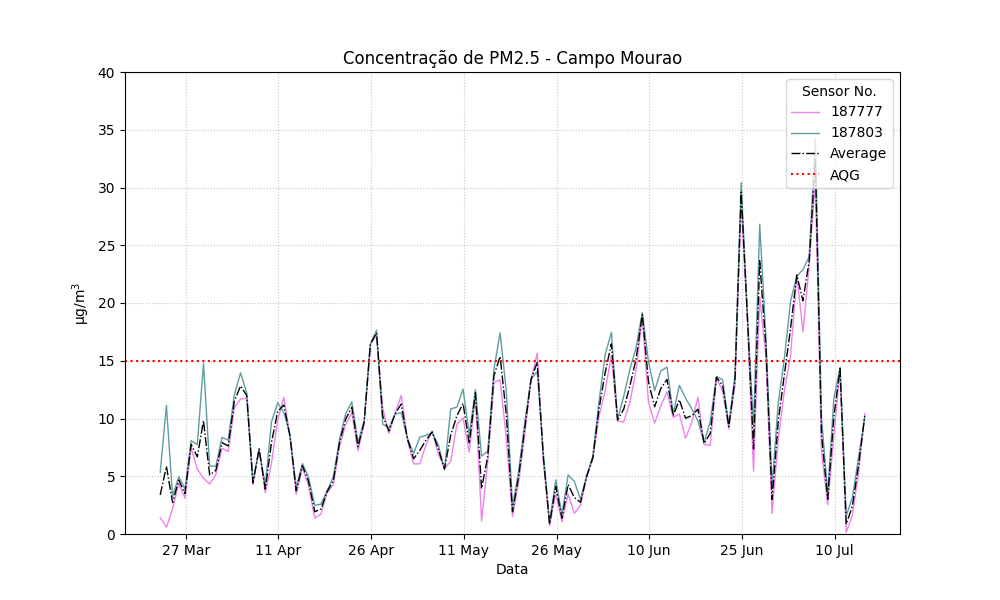 Concentração de PM2.5 - Campo Mourao
40
35
30
25
20
15
10
5
0
µg/m³
27 Mar
11 Apr
26 Apr
11 May
26 May
10 Jun
25 Jun
10 Jul
Data
Sensor No.
187777
187803
Average
AQG